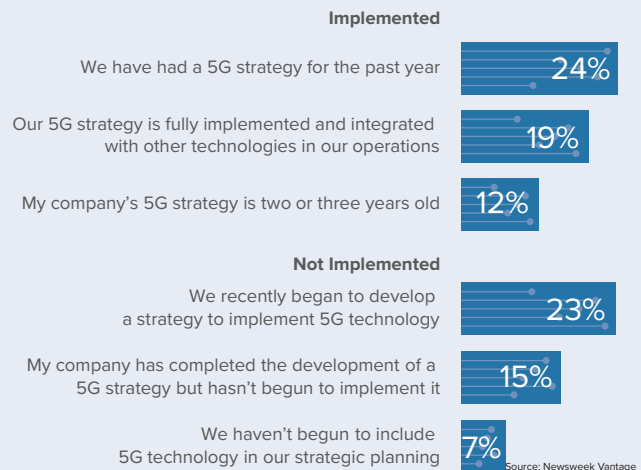 Implemented
We have had a 5G strategy for the past year
24%
Our 5G strategy is fully implemented and integrated
with other technologies in our operations
19%
My company’s 5G strategy is two or three years old
12%
Not Implemented
We recently began to develop
a strategy to implement 5G technology
23%
My company has completed the development of a
5G strategy but hasn’t begun to implement it
15%
We haven’t begun to include
5G technology in our strategic planning
7%
Source: Newsweek Vantage